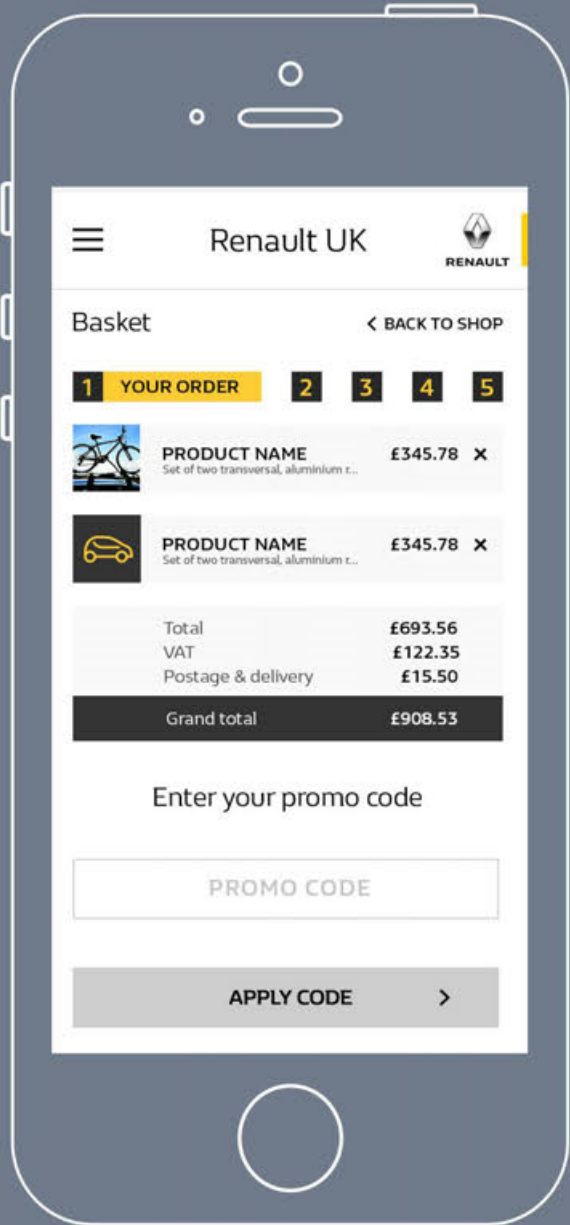 Renault UK
RENAULT
Basket
BACK TO SHOP
1 YOUR ORDER 2 3 4 5
PRODUCT NAME £345.78
Set of two transversal, aluminium r...
PRODUCT NAME £345.78
Set of two transversal, aluminium r...
Total £693.56
VAT £122.35
Postage & delivery £15.50
Grand total £908.53
Enter your promo code
PROMO CODE
APPLY CODE